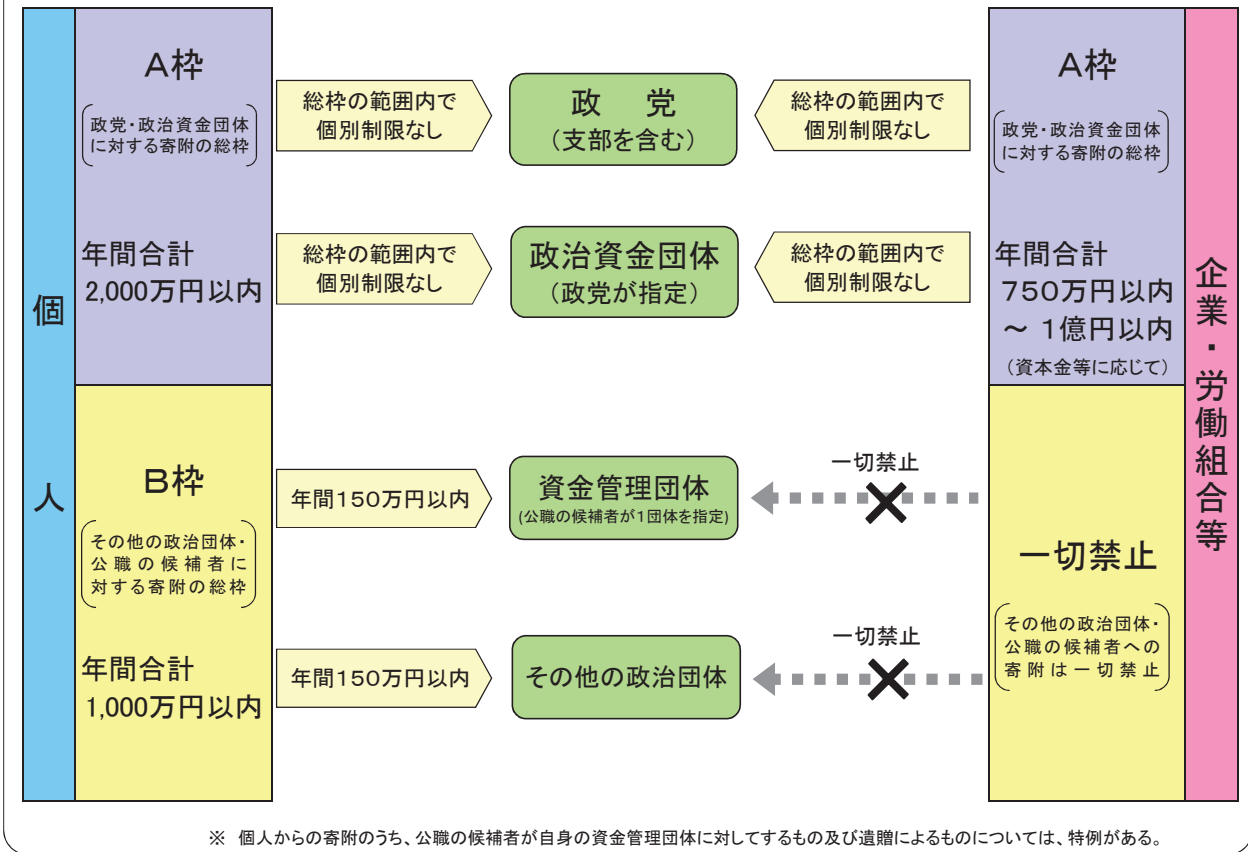 個人
A枠
政党・政治資金団体
に対する寄附の総枠
年間合計
2,000万円以内
B枠
その他の政治団体・
公職の候補者に
対する寄附の総枠
年間合計
1,000万円以内
総枠の範囲内で
個別制限なし
政 党
(支部を含む)
総枠の範囲内で
個別制限なし
総枠の範囲内で
個別制限なし
政治資金団体
(政党が指定)
総枠の範囲内で
個別制限なし
年間150万円以内
資金管理団体
(公職の候補者が1団体を指定)
一切禁止
年間150万円以内
その他の政治団体
一切禁止
A枠
政党・政治資金団体
に対する寄附の総枠
年間合計
750万円以内
～ 1億円以内
(資本金等に応じて)
一切禁止
その他の政治団体・
公職の候補者への
寄附は一切禁止
企業・労働組合等
※ 個人からの寄附のうち、公職の候補者が自身の資金管理団体に対してするもの及び遺贈によるものについては、特例がある。